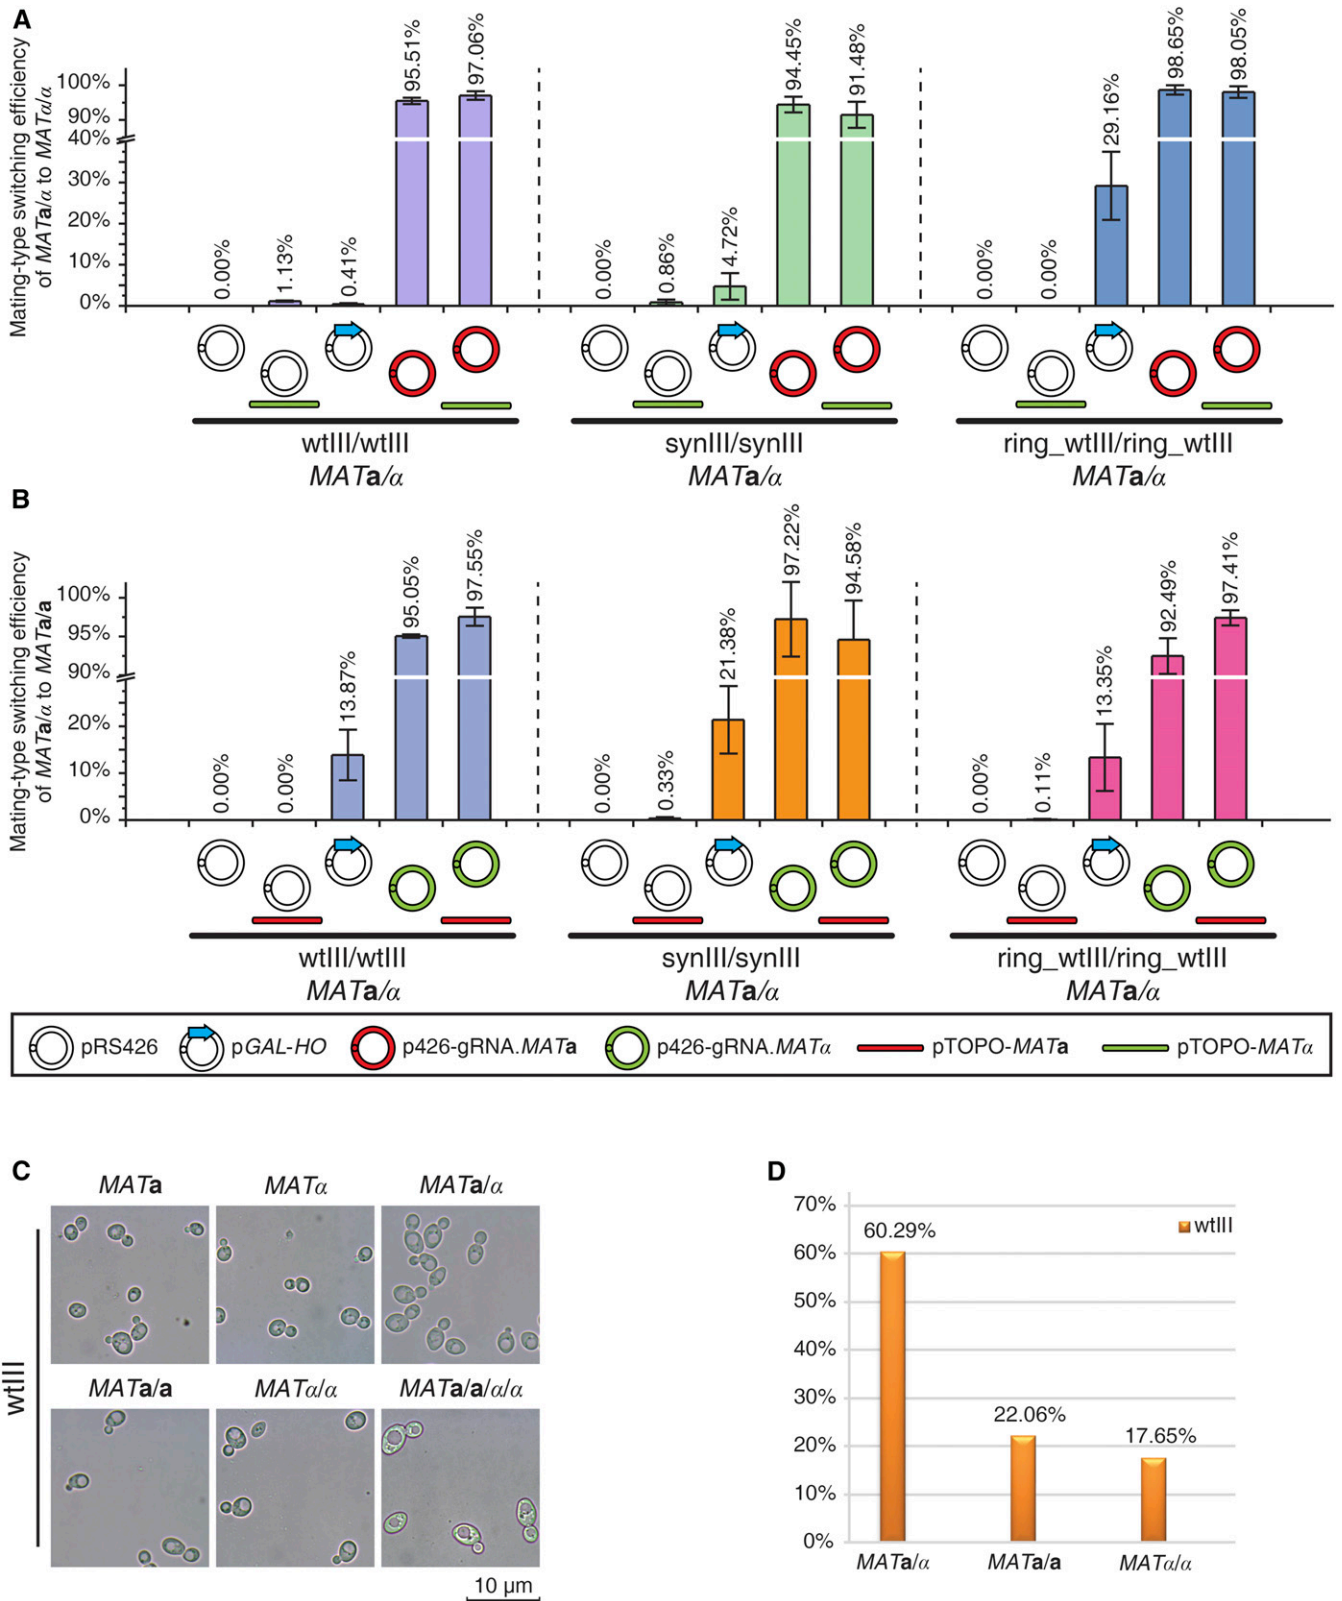 A
Mating-type switching efficiency
of MATa/α to MATα/α
100%
90%
40%
30%
20%
10%
0%
0.00%
1.13%
0.41%
95.51%
97.06%
0.00%
0.86%
4.72%
94.45%
91.48%
0.00%
0.00%
29.16%
98.65%
98.05%
wtIII/wtIII
MATa/α
synIII/synIII
MATa/α
ring_wtIII/ring_wtIII
MATa/α
B
Mating-type switching efficiency
of MATa/α to MATa/a
100%
95%
90%
20%
10%
0%
0.00%
0.00%
13.87%
95.05%
97.55%
0.00%
0.33%
21.38%
97.22%
94.58%
0.00%
0.11%
13.35%
92.49%
97.41%
wtIII/wtIII
MATa/α
synIII/synIII
MATa/α
ring_wtIII/ring_wtIII
MATa/α
pRS426
pGAL-HO
p426-gRNA.MATa
p426-gRNA.MATα
pTOPO-MATa
pTOPO-MATα
C
wtIII
MATa
MATα
MATa/α
MATa/a
MATα/α
MATa/a/α/α
10 µm
D
70%
60%
50%
40%
30%
20%
10%
0%
60.29%
22.06%
17.65%
wtIII
MATa/α
MATa/a
MATα/α